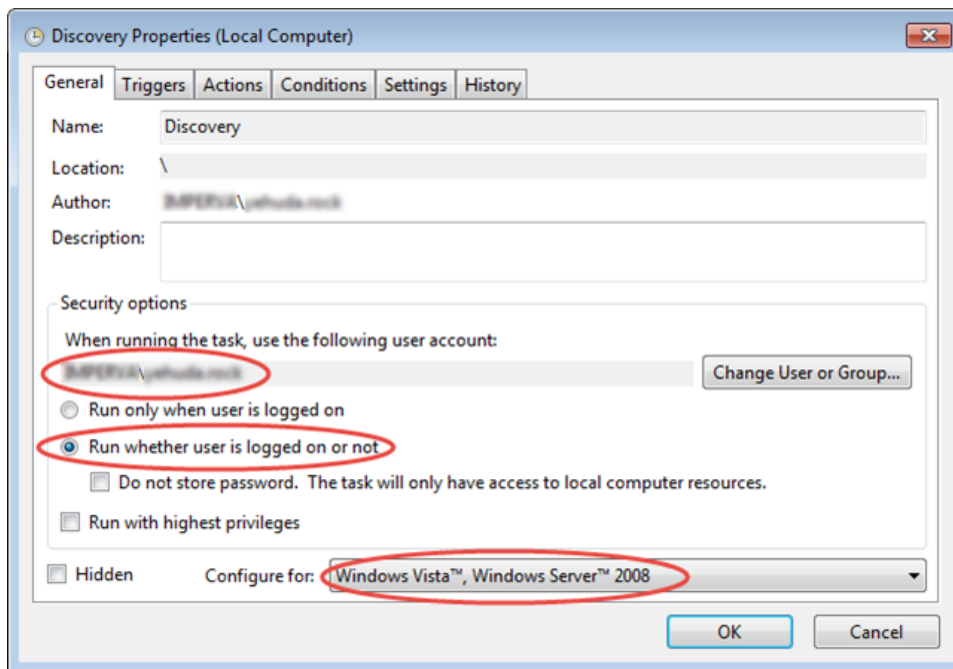 Discovery Properties (Local Computer)
General Triggers Actions Conditions Settings History
Name: Discovery
Location: \
Author: \
Description:
Security options
When running the task, use the following user account:
\ Change User or Group...
Run only when user is logged on
Run whether user is logged on or not
Do not store password. The task will only have access to local computer resources.
Run with highest privileges
Hidden Configure for: Windows Vista™, Windows Server™ 2008
OK Cancel